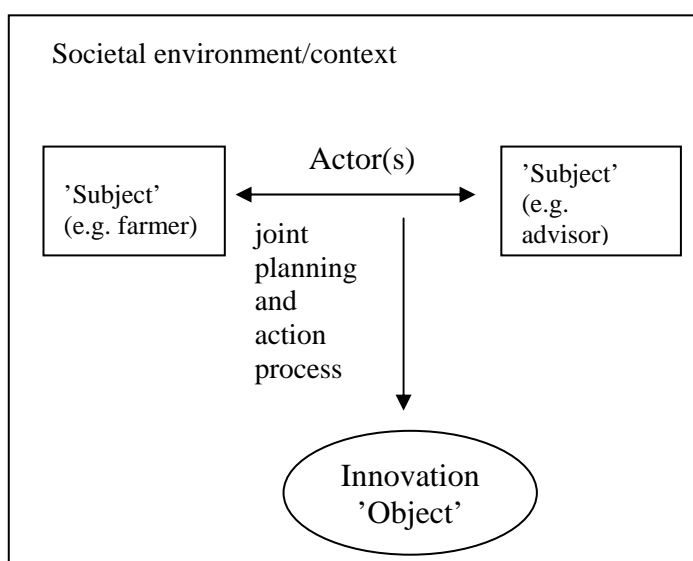 Societal environment/context
Actor(s)
’Subject’
(e.g. farmer)
’Subject’
(e.g.
advisor)
joint
planning
and
action
process
Innovation
’Object’